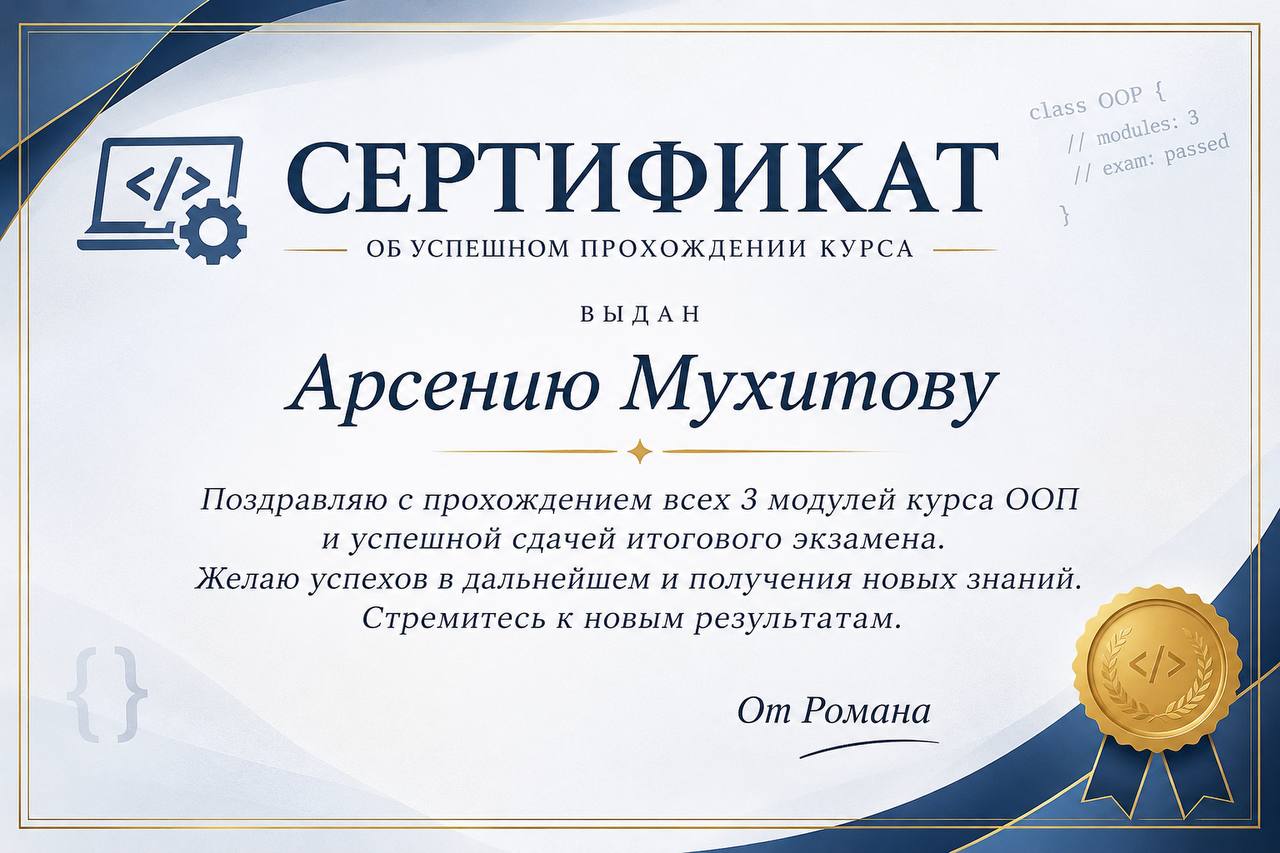 СЕРТИФИКАТ
ОБ УСПЕШНОМ ПРОХОЖДЕНИИ КУРСА
class OOP {
// modules: 3
// exam: passed
}
</>
ВЫДАН
Арсению Мухитову
Поздравляю с прохождением всех 3 модулей курса ООП
и успешной сдачей итогового экзамена.
Желаю успехов в дальнейшем и получения новых знаний.
Стремитесь к новым результатам.
{}
</>
От Романа